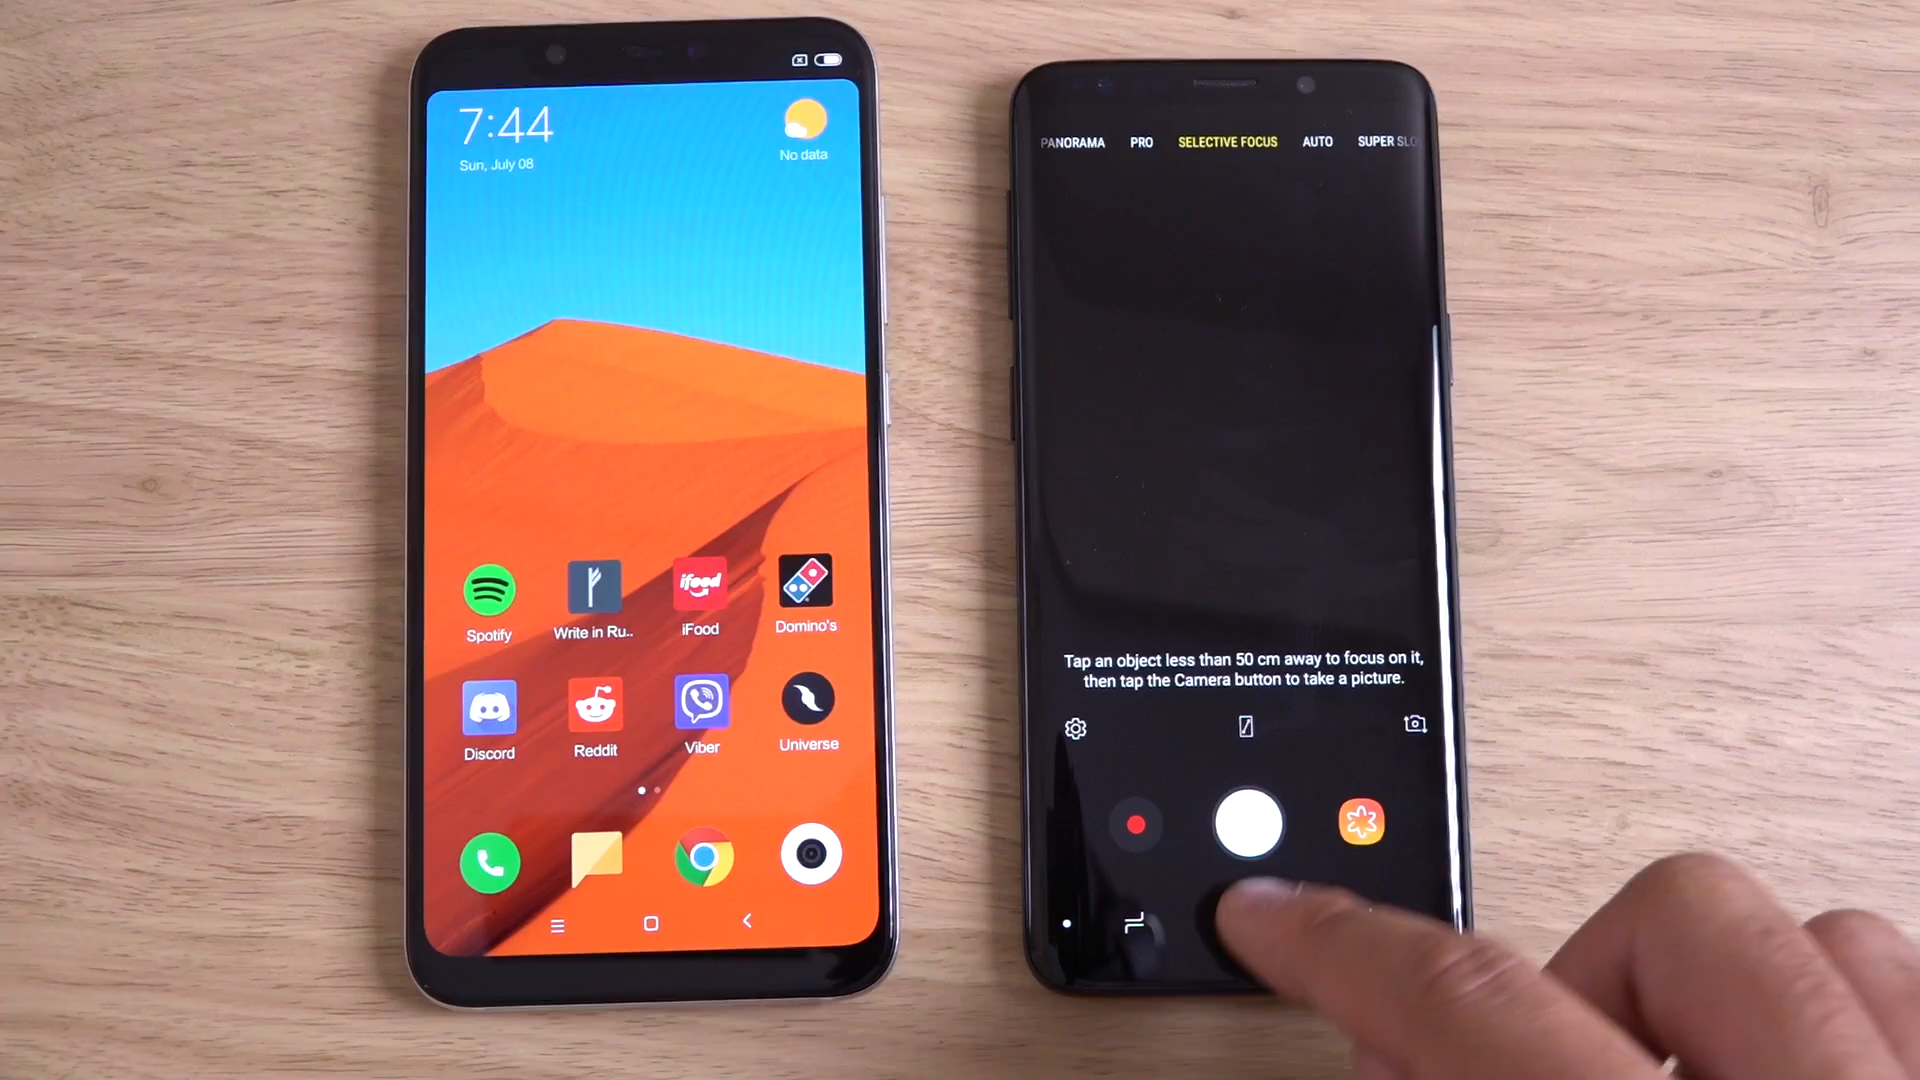 7:44
Sun, July 08
No data
ifood
Spotify
Write in Ru..
iFood
Domino's
Discord
Reddit
Viber
Universe
PANORAMA PRO SELECTIVE FOCUS AUTO SUPER SLO
Tap an object less than 50 cm away to focus on it,
then tap the Camera button to take a picture.